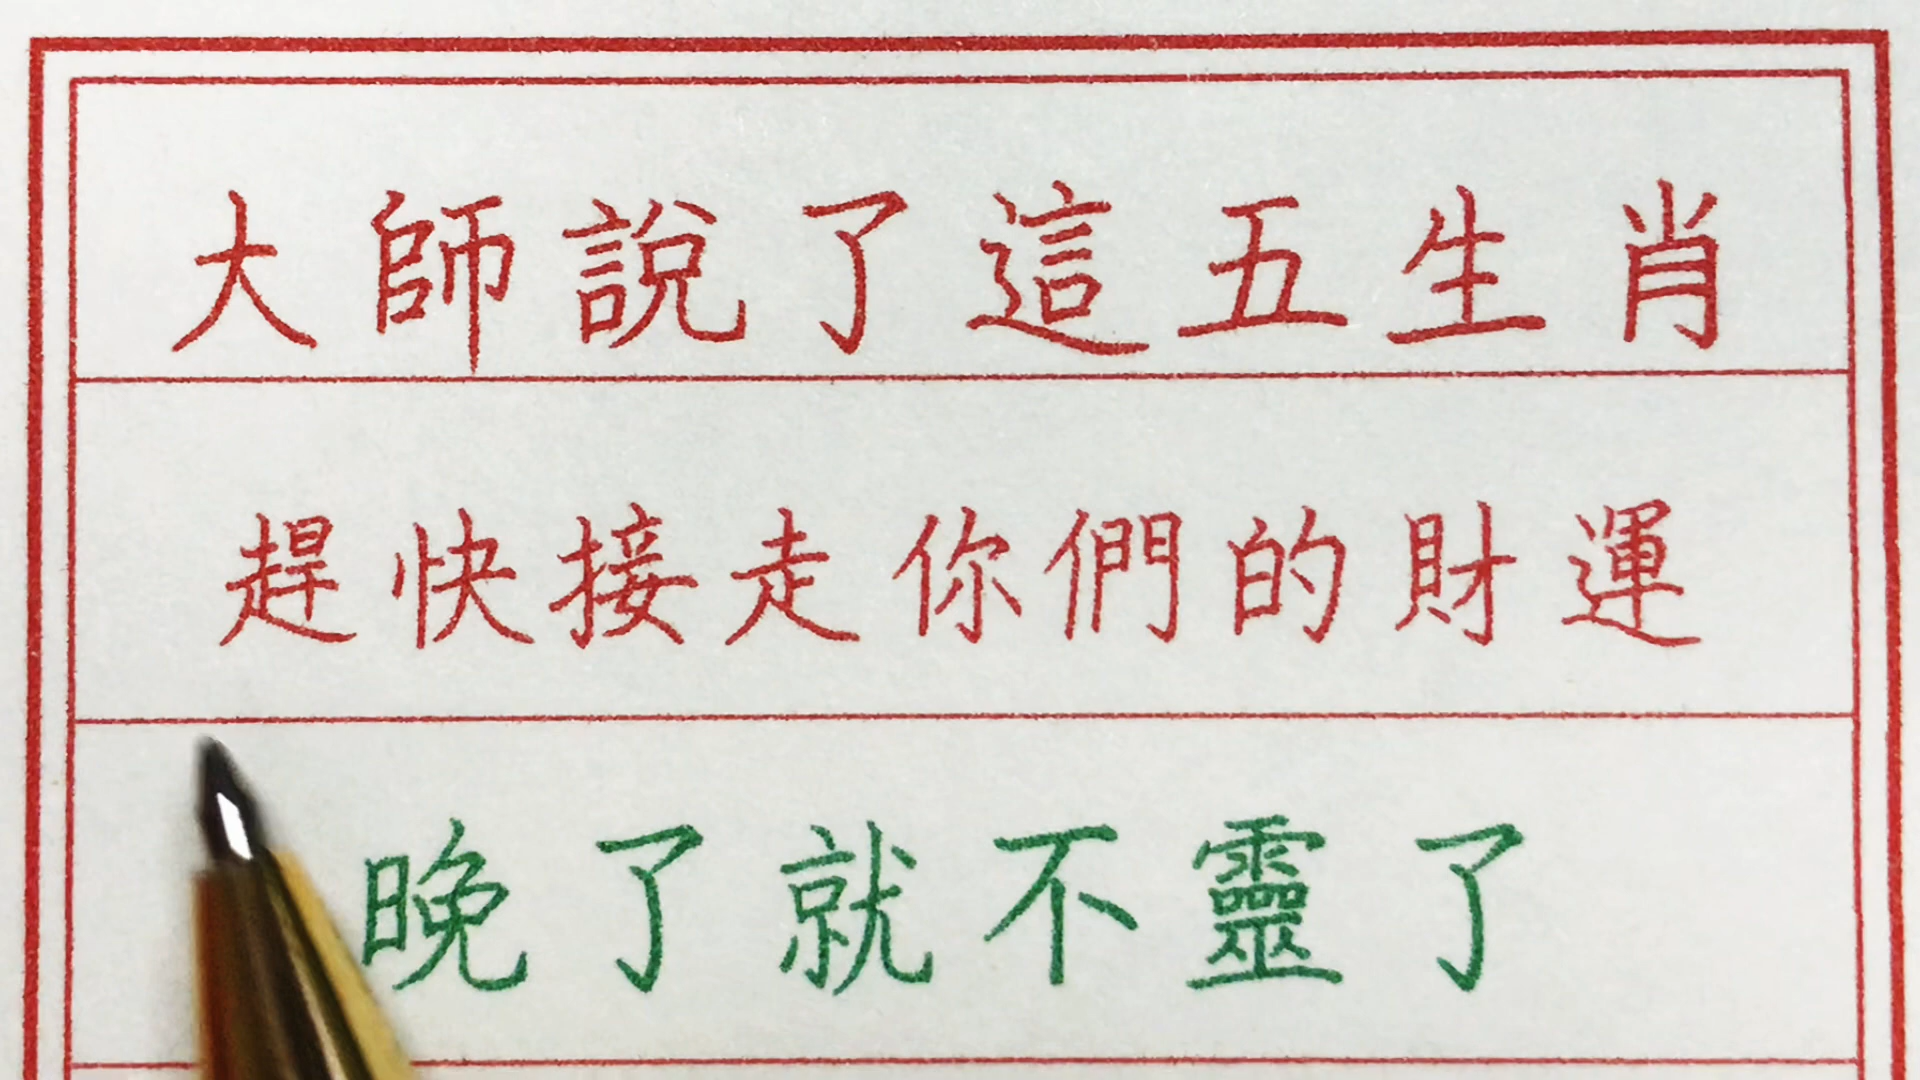 大師說了這五生肖
趕快接走你們的財運
晚了就不靈了